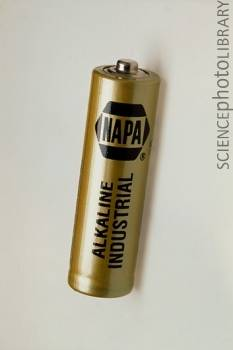 NAPA
®
ALKALINE
INDUSTRIAL
SCIENCEphotoLIBRARY